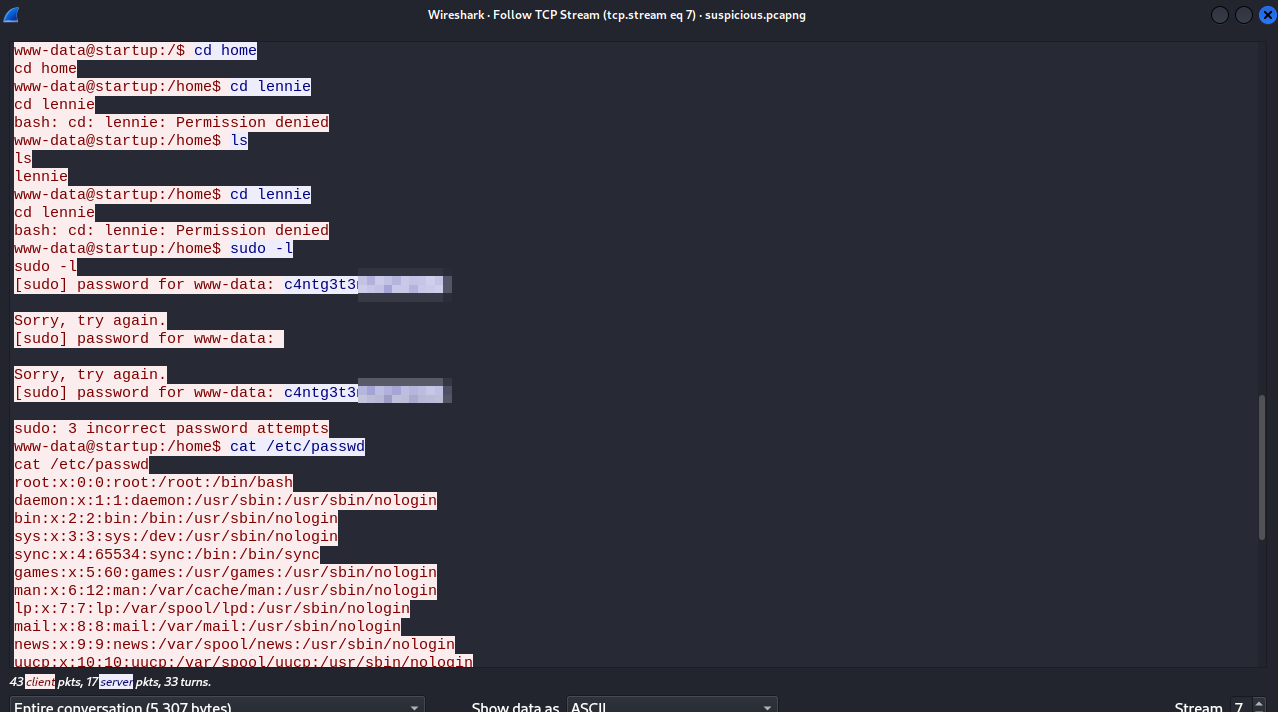 Wireshark · Follow TCP Stream (tcp.stream eq 7) · suspicious.pcapng
www-data@startup:/$ cd home
cd home
www-data@startup:/home$ cd lennie
cd lennie
bash: cd: lennie: Permission denied
www-data@startup:/home$ ls
ls
lennie
www-data@startup:/home$ cd lennie
cd lennie
bash: cd: lennie: Permission denied
www-data@startup:/home$ sudo -l
sudo -l
[sudo] password for www-data:
Sorry, try again.
[sudo] password for www-data:
Sorry, try again.
[sudo] password for www-data:
sudo: 3 incorrect password attempts
www-data@startup:/home$ cat /etc/passwd
cat /etc/passwd
root:x:0:0:root:/root:/bin/bash
daemon:x:1:1:daemon:/usr/sbin:/usr/sbin/nologin
bin:x:2:2:bin:/bin:/usr/sbin/nologin
sys:x:3:3:sys:/dev:/usr/sbin/nologin
sync:x:4:65534:sync:/bin:/bin/sync
games:x:5:60:games:/usr/games:/usr/sbin/nologin
man:x:6:12:man:/var/cache/man:/usr/sbin/nologin
lp:x:7:7:lp:/var/spool/lpd:/usr/sbin/nologin
mail:x:8:8:mail:/var/mail:/usr/sbin/nologin
news:x:9:9:news:/var/spool/news:/usr/sbin/nologin
uucp:x:10:10:uucp:/var/spool/uucp:/usr/sbin/nologin
43 client pkts, 17 server pkts, 33 turns.
Entire conversation (5,307 bytes) Show data as ASCII Stream 7